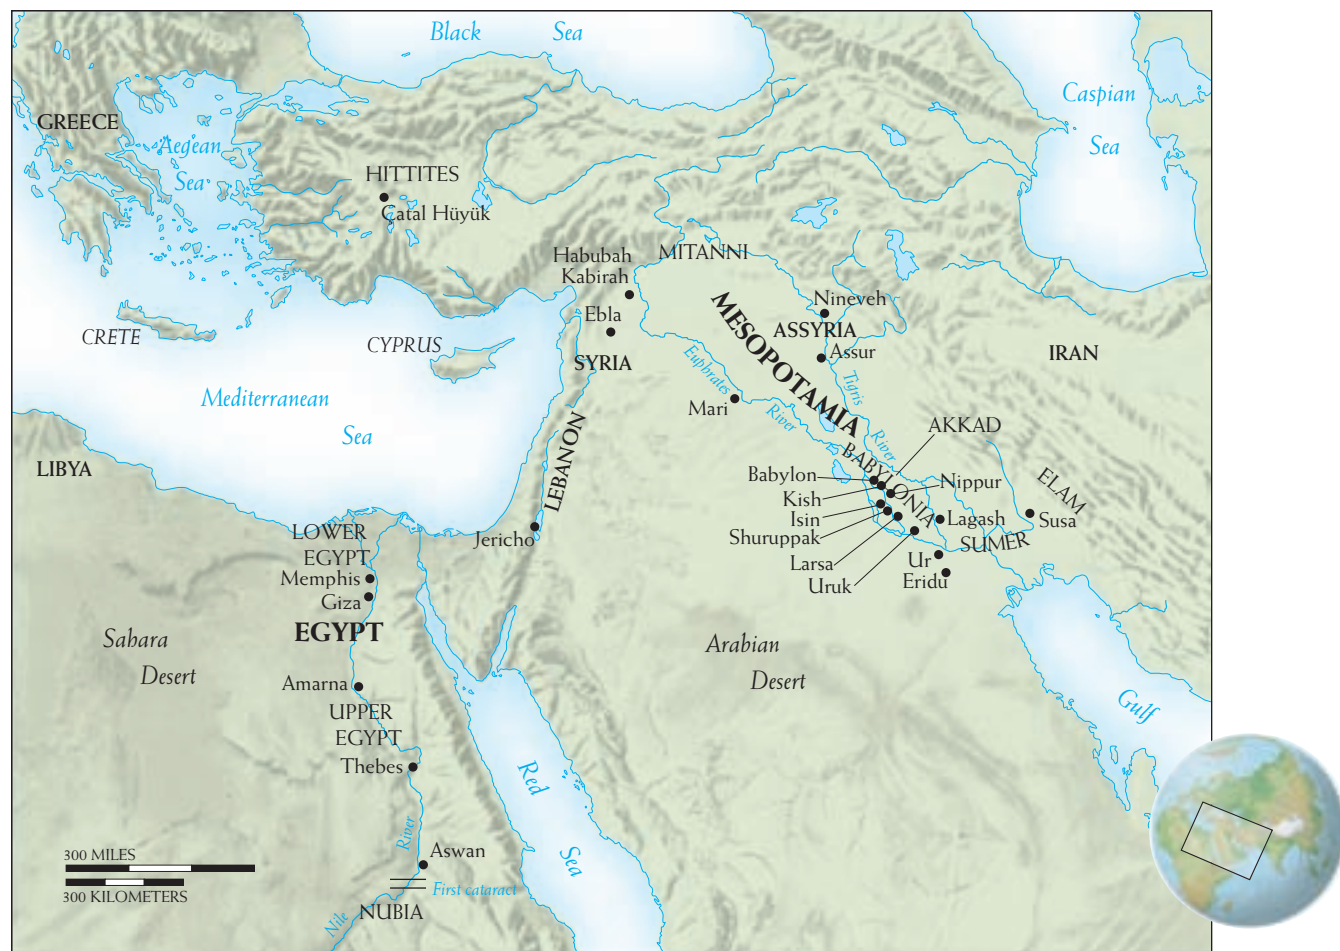 Black Sea
Caspian
Sea
GREECE
Aegean
Sea
HITTITES
Çatal Hüyük
Habubah
Kabirah
MITANNI
Ebla
SYRIA
Nineveh
ASSYRIA
Assur
MESOPOTAMIA
IRAN
CRETE
CYPRUS
Mediterranean
Sea
Euphrates
River
Tigris
River
Mari
AKKAD
LIBYA
LEBANON
BABYLONIA
Babylon
Kish
Isin
Shuruppak
Larsa
Uruk
Nippur
Lagash
SUMER
Ur
Eridu
ELAM
Susa
Jericho
LOWER
EGYPT
Memphis
Giza
EGYPT
Sahara
Desert
Arabian
Desert
Amarna
UPPER
EGYPT
Thebes
Red
Sea
Gulf
River
Aswan
First cataract
NUBIA
Nile
300 MILES
300 KILOMETERS